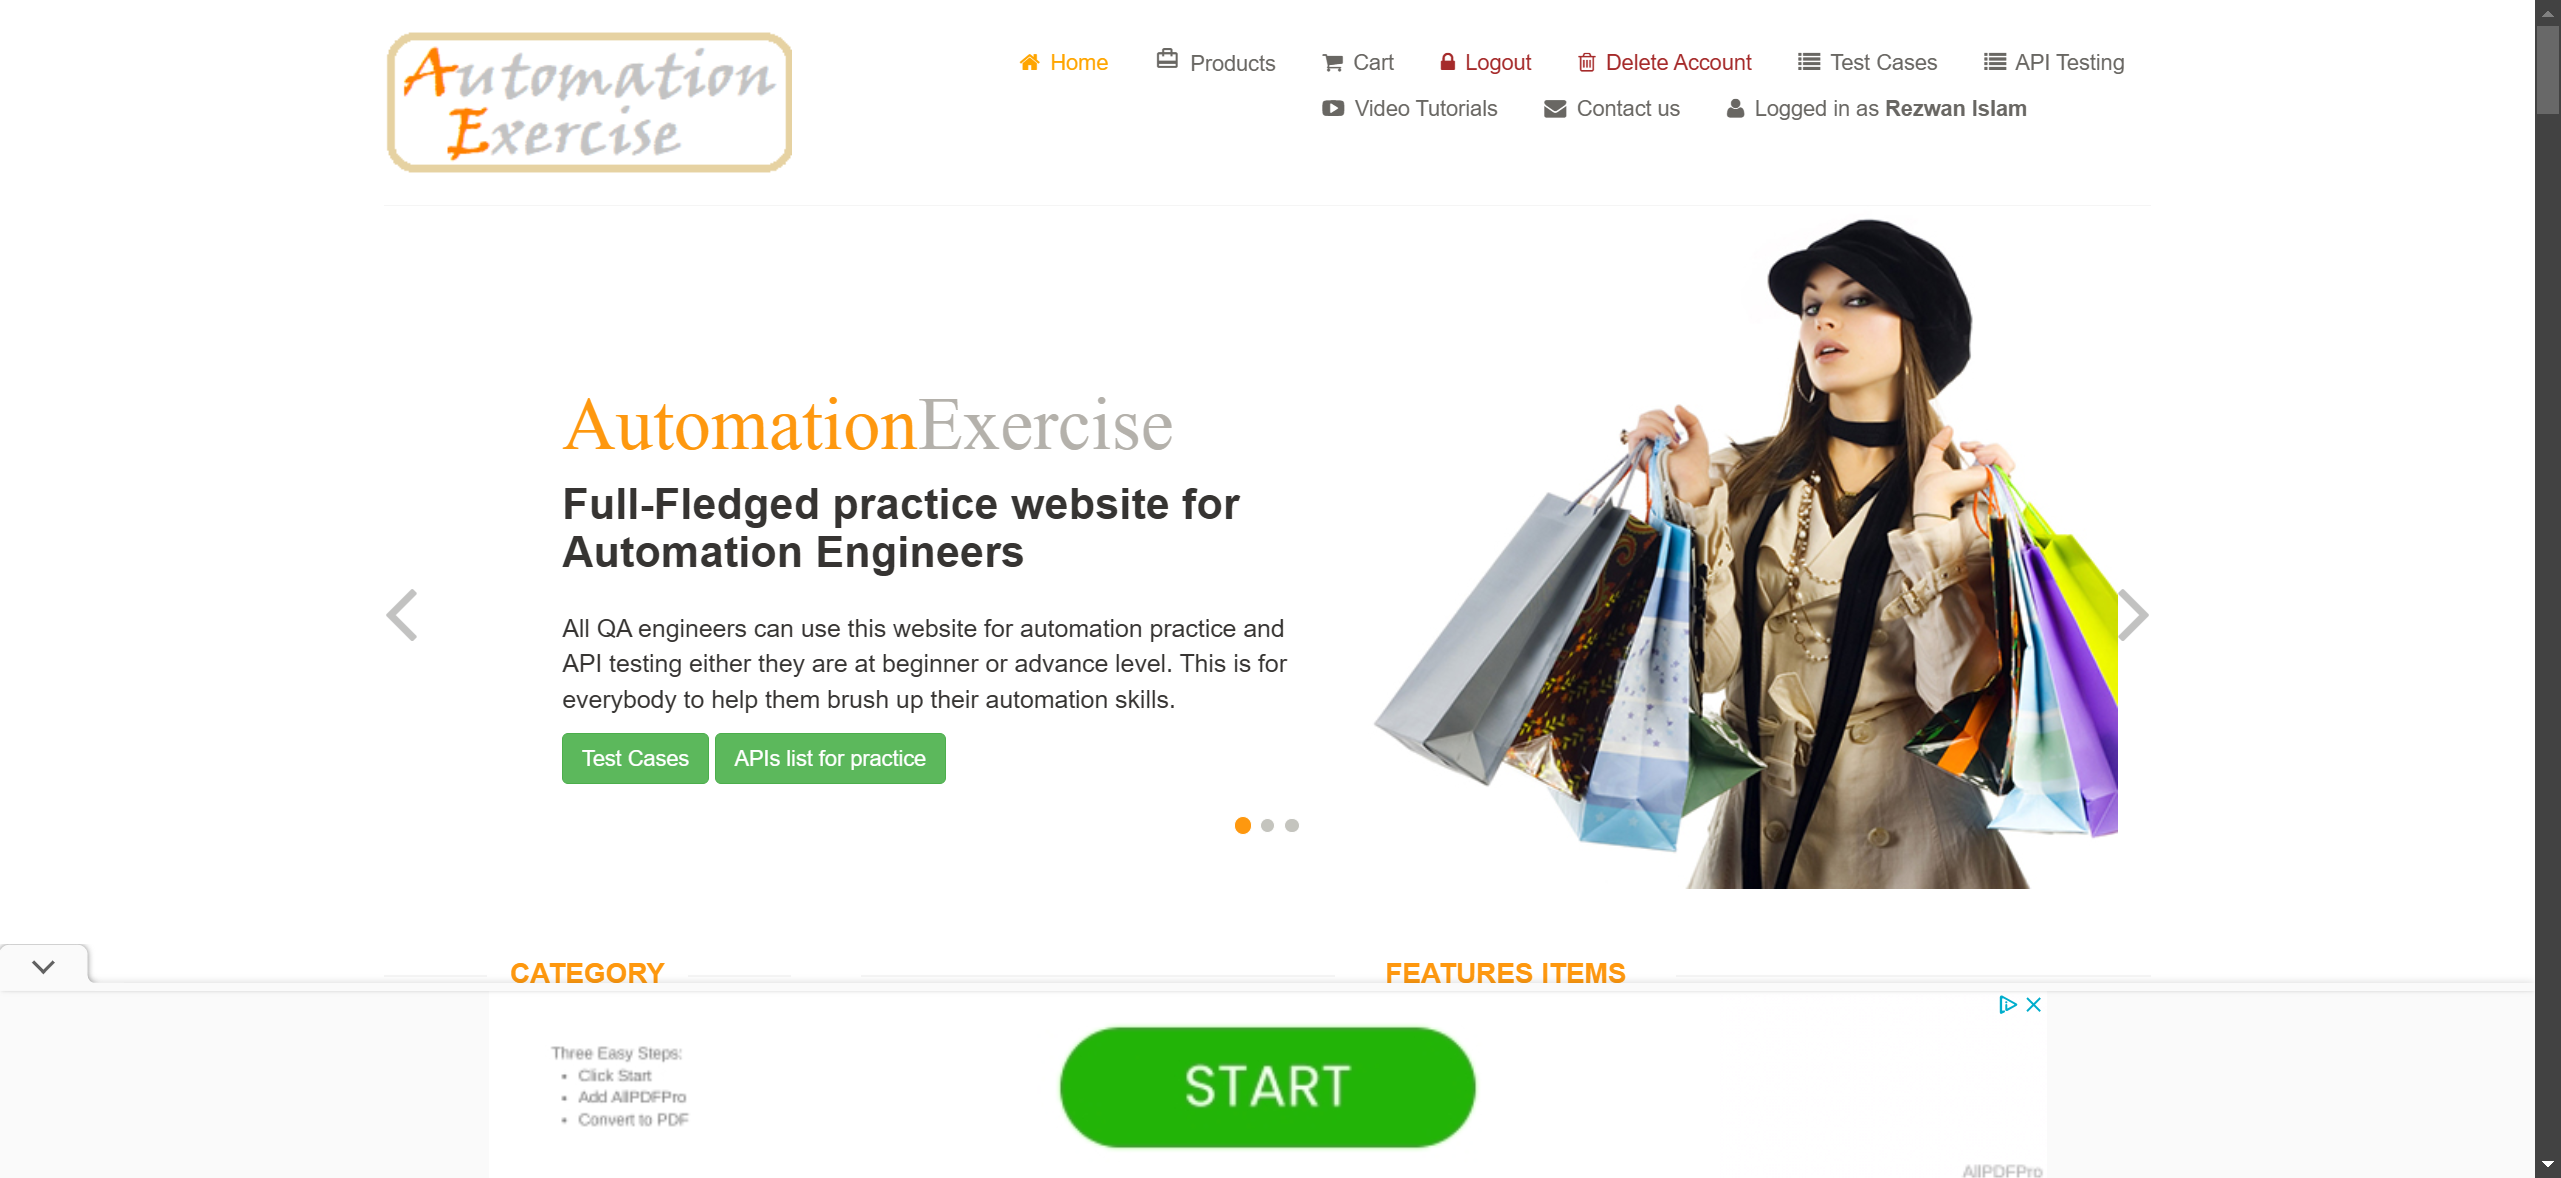 Automation
Exercise
Home
Products
Cart
Logout
Delete Account
Test Cases
API Testing
Video Tutorials
Contact us
Logged in as Rezwan Islam
AutomationExercise
Full-Fledged practice website for
Automation Engineers
All QA engineers can use this website for automation practice and
API testing either they are at beginner or advance level. This is for
everybody to help them brush up their automation skills.
Test Cases
APIs list for practice
CATEGORY
FEATURES ITEMS
Three Easy Steps:
• Click Start
• Add AllPDFPro
• Convert to PDF
START
AllPDFPro